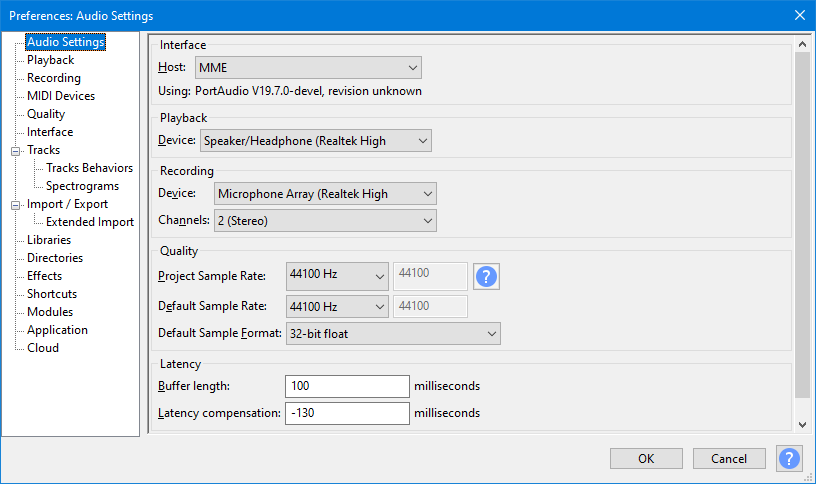 Preferences: Audio Settings
Audio Settings
Playback
Recording
MIDI Devices
Quality
Interface
Tracks
Tracks Behaviors
Spectrograms
Import / Export
Extended Import
Libraries
Directories
Effects
Shortcuts
Modules
Application
Cloud
Interface
Host: MME
Using: PortAudio V19.7.0-devel, revision unknown
Playback
Device: Speaker/Headphone (Realtek High
Recording
Device: Microphone Array (Realtek High
Channels: 2 (Stereo)
Quality
Project Sample Rate: 44100 Hz 44100 ?
Default Sample Rate: 44100 Hz 44100
Default Sample Format: 32-bit float
Latency
Buffer length: 100 milliseconds
Latency compensation: -130 milliseconds
OK Cancel ?